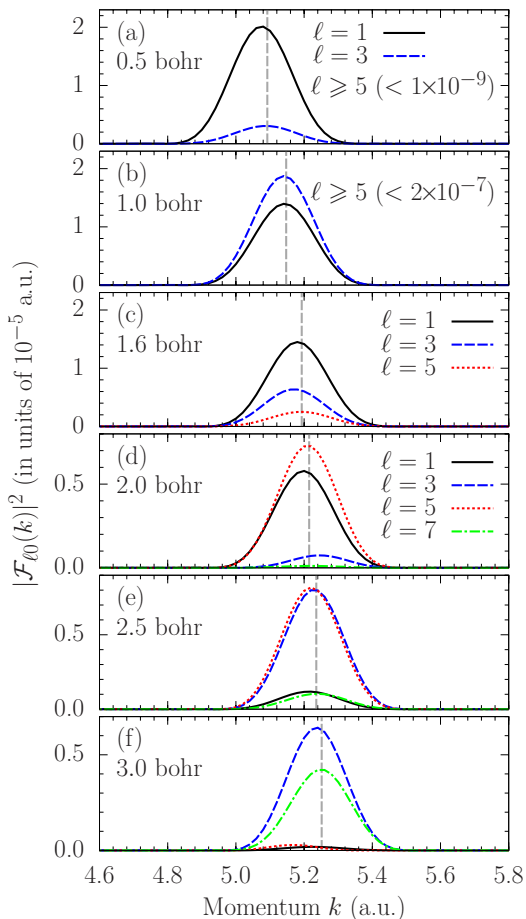 (a)
0.5 bohr
ℓ = 1
ℓ = 3
ℓ ⩾ 5 (< 1×10⁻⁹)
2
1
0
(b)
1.0 bohr
ℓ ⩾ 5 (< 2×10⁻⁷)
2
1
0
(c)
1.6 bohr
ℓ = 1
ℓ = 3
ℓ = 5
2
1
0
(d)
2.0 bohr
ℓ = 1
ℓ = 3
ℓ = 5
ℓ = 7
0.5
0.0
(e)
2.5 bohr
0.5
0.0
(f)
3.0 bohr
0.5
0.0
|𝓕ℓ0(k)|² (in units of 10⁻⁵ a.u.)
4.6 4.8 5.0 5.2 5.4 5.6 5.8
Momentum k (a.u.)